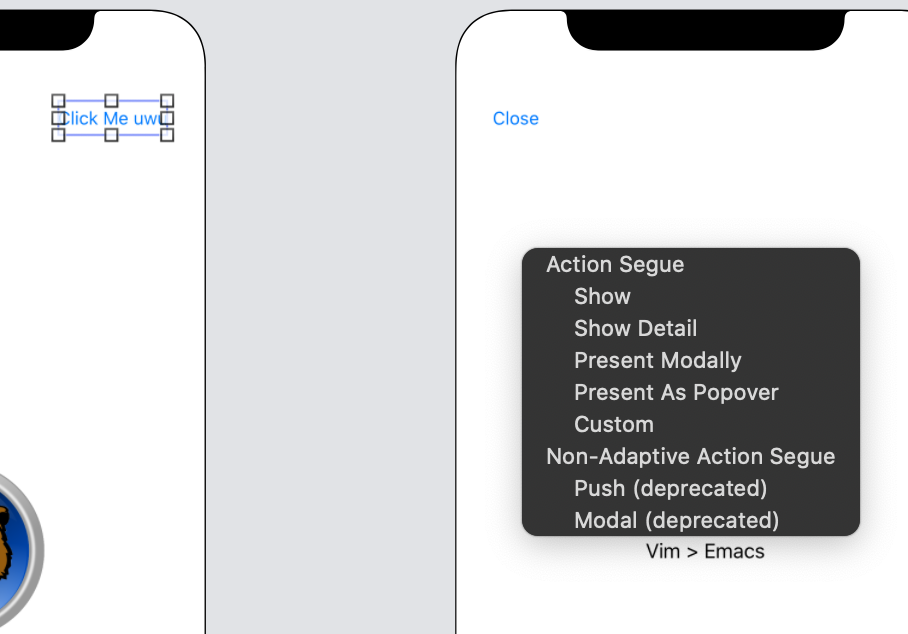 Click Me uwu
Close
Action Segue
Show
Show Detail
Present Modally
Present As Popover
Custom
Non-Adaptive Action Segue
Push (deprecated)
Modal (deprecated)
Vim > Emacs